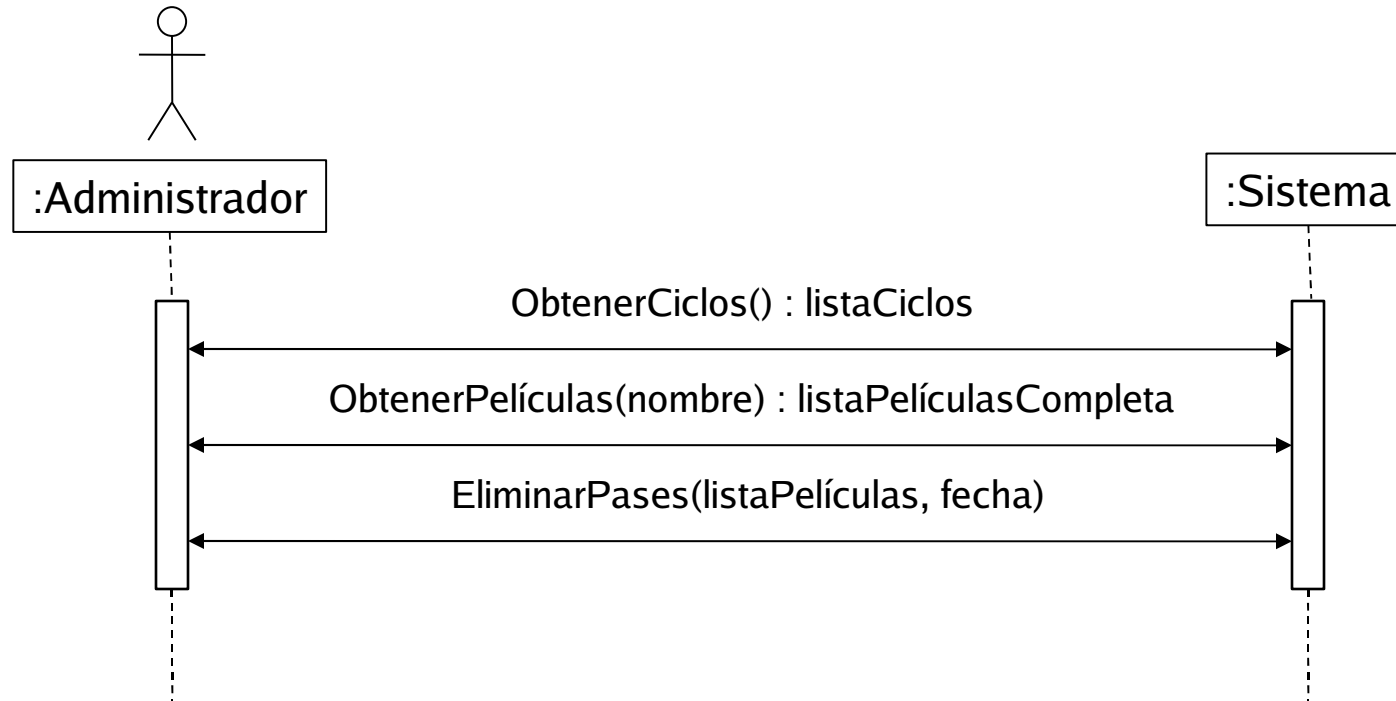 :Administrador
:Sistema
ObtenerCiclos() : listaCiclos
ObtenerPelículas(nombre) : listaPelículasCompleta
EliminarPases(listaPelículas, fecha)